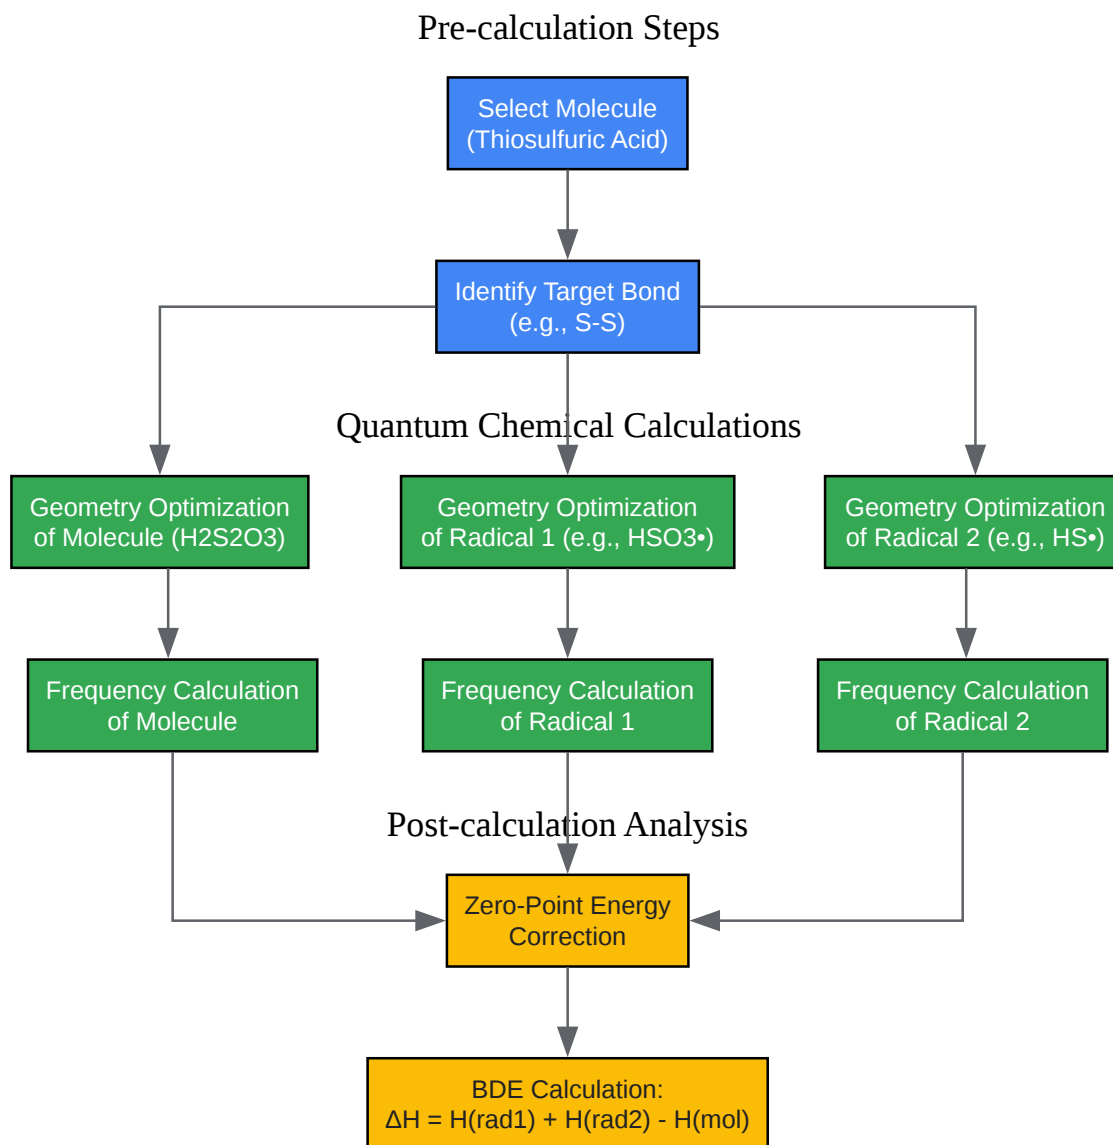 Pre-calculation Steps
Select Molecule
(Thiosulfuric Acid)
Identify Target Bond
(e.g., S-S)
Quantum Chemical Calculations
Geometry Optimization
of Molecule (H2S2O3)
Geometry Optimization
of Radical 1 (e.g., HSO3•)
Geometry Optimization
of Radical 2 (e.g., HS•)
Frequency Calculation
of Molecule
Frequency Calculation
of Radical 1
Frequency Calculation
of Radical 2
Post-calculation Analysis
Zero-Point Energy
Correction
BDE Calculation:
ΔH = H(rad1) + H(rad2) - H(mol)